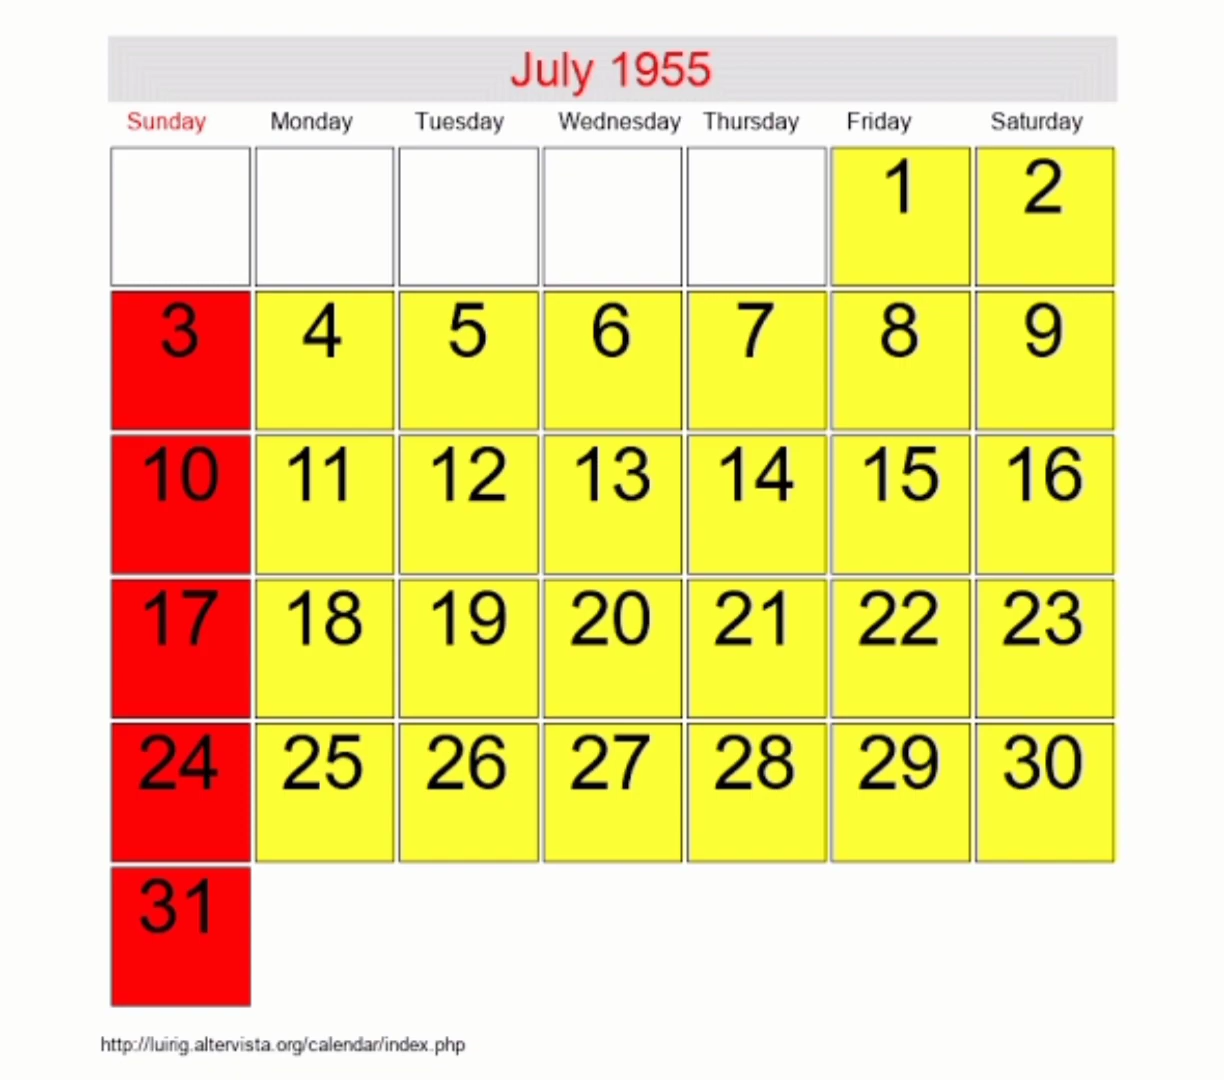 July 1955
Sunday Monday Tuesday Wednesday Thursday Friday Saturday
1 2
3 4 5 6 7 8 9
10 11 12 13 14 15 16
17 18 19 20 21 22 23
24 25 26 27 28 29 30
31
http://luirig.altervista.org/calendar/index.php